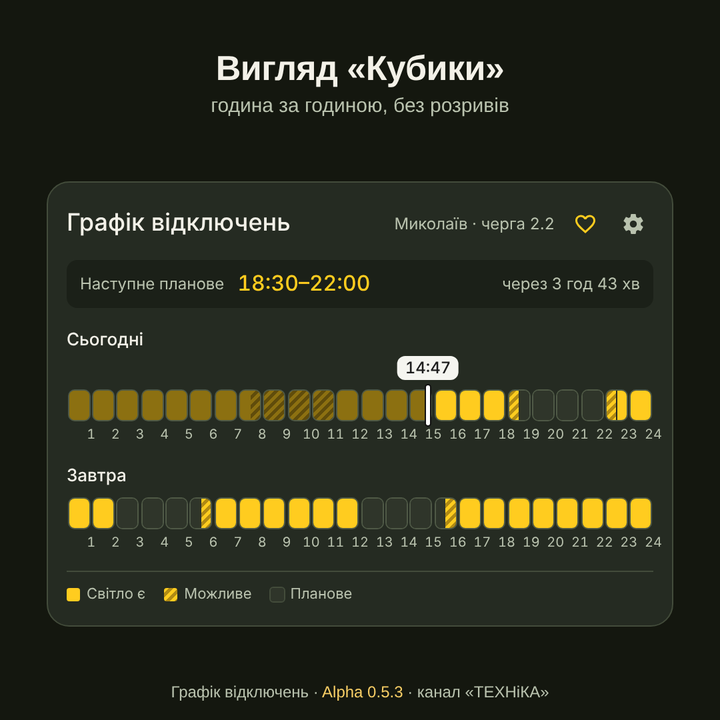 Вигляд «Кубики»
година за годиною, без розривів
Графік відключень
Миколаїв · черга 2.2
Наступне планове 18:30–22:00
через 3 год 43 хв
Сьогодні
14:47
1 2 3 4 5 6 7 8 9 10 11 12 13 14 15 16 17 18 19 20 21 22 23 24
Завтра
1 2 3 4 5 6 7 8 9 10 11 12 13 14 15 16 17 18 19 20 21 22 23 24
Світло є Можливе Планове
Графік відключень · Alpha 0.5.3 · канал «ТЕХНіКА»